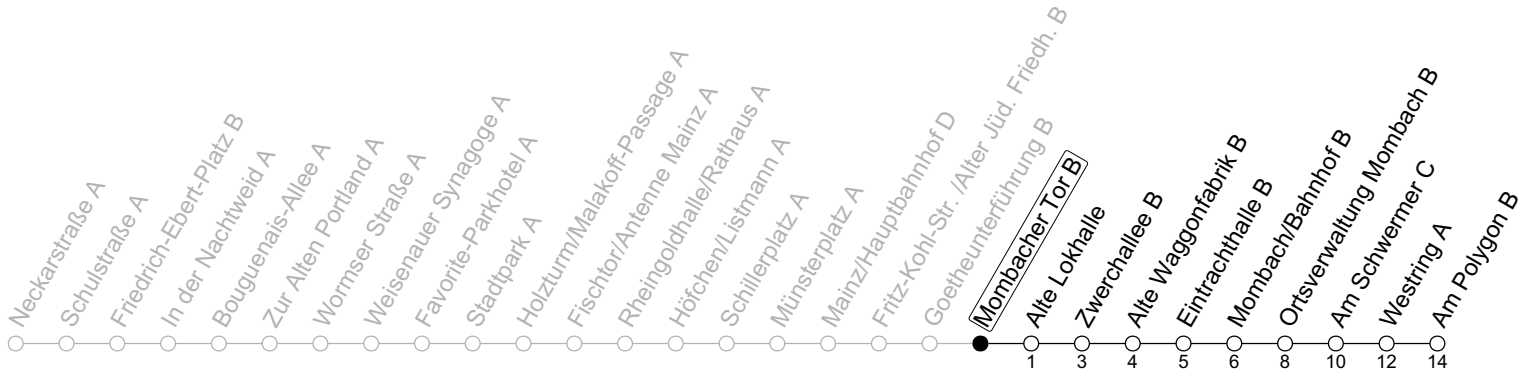 Neckarstraße A
Schulstraße A
Friedrich-Ebert-Platz B
In der Nachtweid A
Bouguenais-Allee A
Zur Alten Portland A
Wormser Straße A
Weisenauer Synagoge A
Favorite-Parkhotel A
Stadtpark A
Holzturm/Malakoff-Passage A
Fischtor/Antenne Mainz A
Rheingoldhalle/Rathaus A
Höfchen/Listmann A
Schillerplatz A
Münsterplatz A
Mainz/Hauptbahnhof D
Fritz-Kohl-Str. /Alter Jüd. Friedh. B
Goetheunterführung B
Mombacher Tor B
Alte Lokhalle
Zwerchallee B
Alte Waggonfabrik B
Eintrachthalle B
Mombach/Bahnhof B
Ortsverwaltung Mombach B
Am Schwermer C
Westring A
Am Polygon B
1 3 4 5 6 8 10 12 14